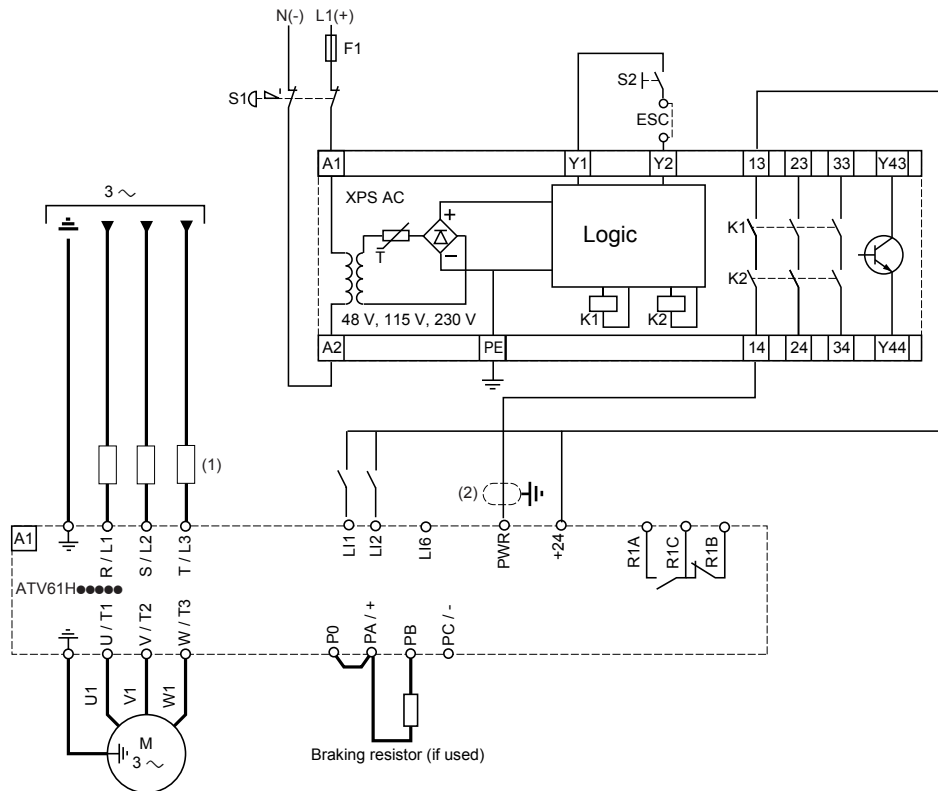 N(-) L1(+)
F1
S1
S2
ESC
A1 Y1 Y2 13 23 33 Y43
3
XPS AC
+
T
−
Logic
K1
K2
48 V, 115 V, 230 V
K1 K2
A2 PE 14 24 34 Y44
(1)
(2)
A1
R / L1
S / L2
T / L3
LI1
LI2
LI6
PWR
+24
R1A
R1C
R1B
ATV61H●●●●●
U / T1
V / T2
W / T3
P0
PA / +
PB
PC / -
U1
V1
W1
M
3
Braking resistor (if used)